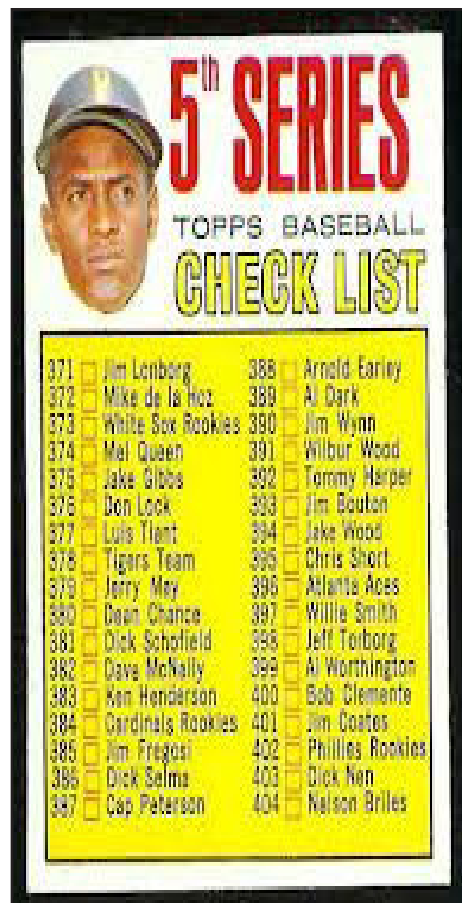 5th SERIES
TOPPS BASEBALL
CHECK LIST
371 Jim Lonborg
372 Mike de la Hoz
373 White Sox Rookies
374 Mel Queen
375 Jake Gibbs
376 Don Lock
377 Luis Tiant
378 Tigers Team
379 Jerry May
380 Dean Chance
381 Dick Schofield
382 Dave McNally
383 Ken Henderson
384 Cardinals Rookies
385 Jim Fregosi
386 Dick Selma
387 Cap Peterson
388 Arnold Earley
389 Al Dark
390 Jim Wynn
391 Wilbur Wood
392 Tommy Harper
393 Jim Bouton
394 Jake Wood
395 Chris Short
396 Atlanta Aces
397 Willie Smith
398 Jeff Torborg
399 Al Worthington
400 Bob Clemente
401 Jim Coates
402 Phillies Rookies
403 Dick Nen
404 Nelson Briles